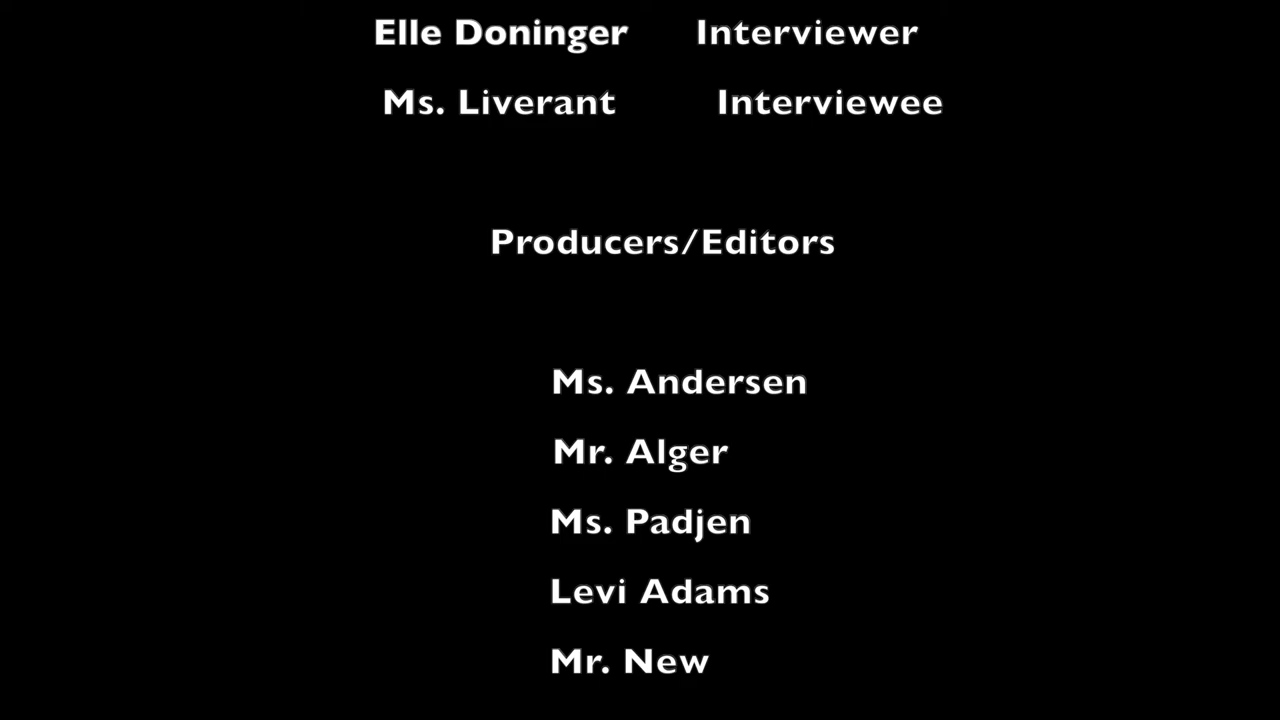 Elle Doninger Interviewer
Ms. Liverant Interviewee
Producers/Editors
Ms. Andersen
Mr. Alger
Ms. Padjen
Levi Adams
Mr. New